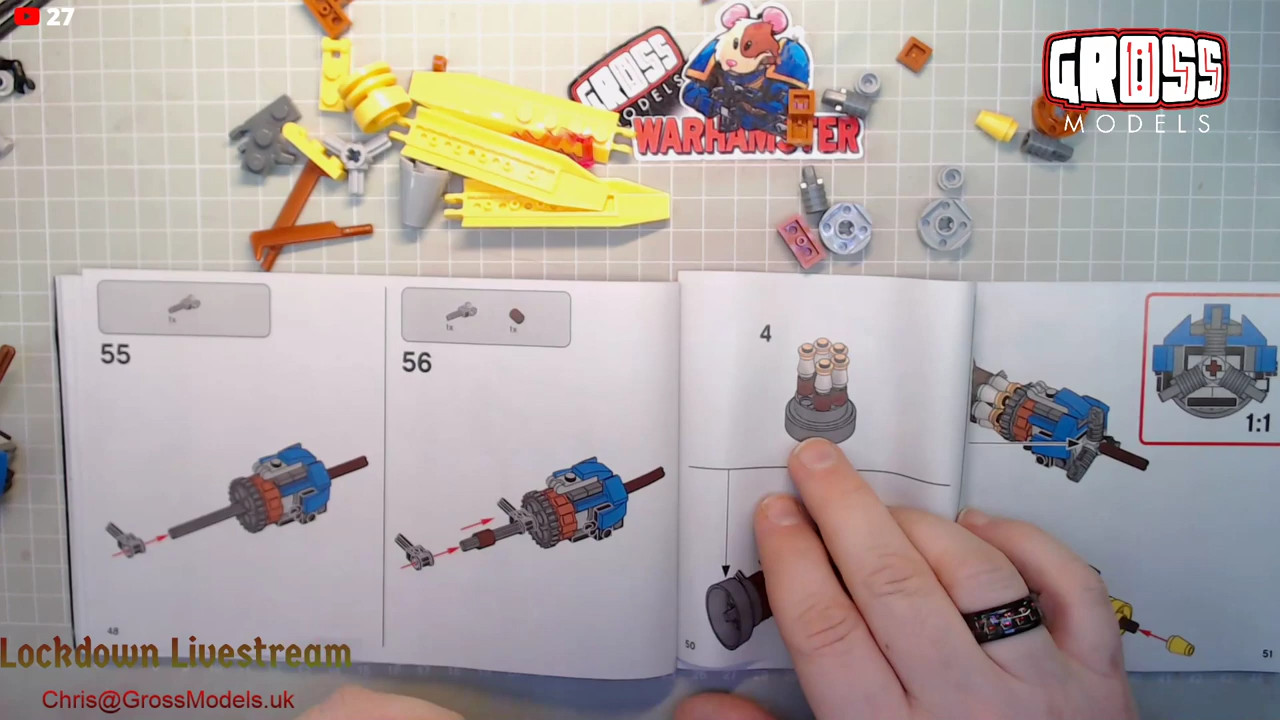 27
GROSS
MODELS
GROSS
MODELS
WARHAMSTER
1x
55
1x
1x
56
4
1:1
48
50
51
Lockdown Livestream
Chris@GrossModels.uk